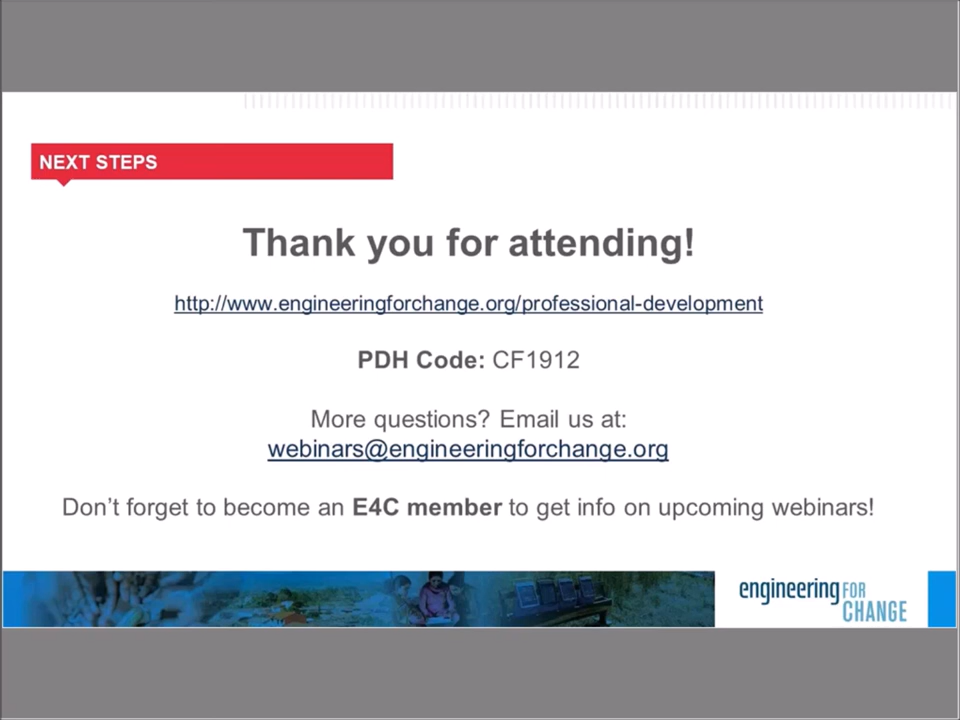 NEXT STEPS
Thank you for attending!
http://www.engineeringforchange.org/professional-development
PDH Code: CF1912
More questions? Email us at:
webinars@engineeringforchange.org
Don’t forget to become an E4C member to get info on upcoming webinars!
engineering FOR
CHANGE